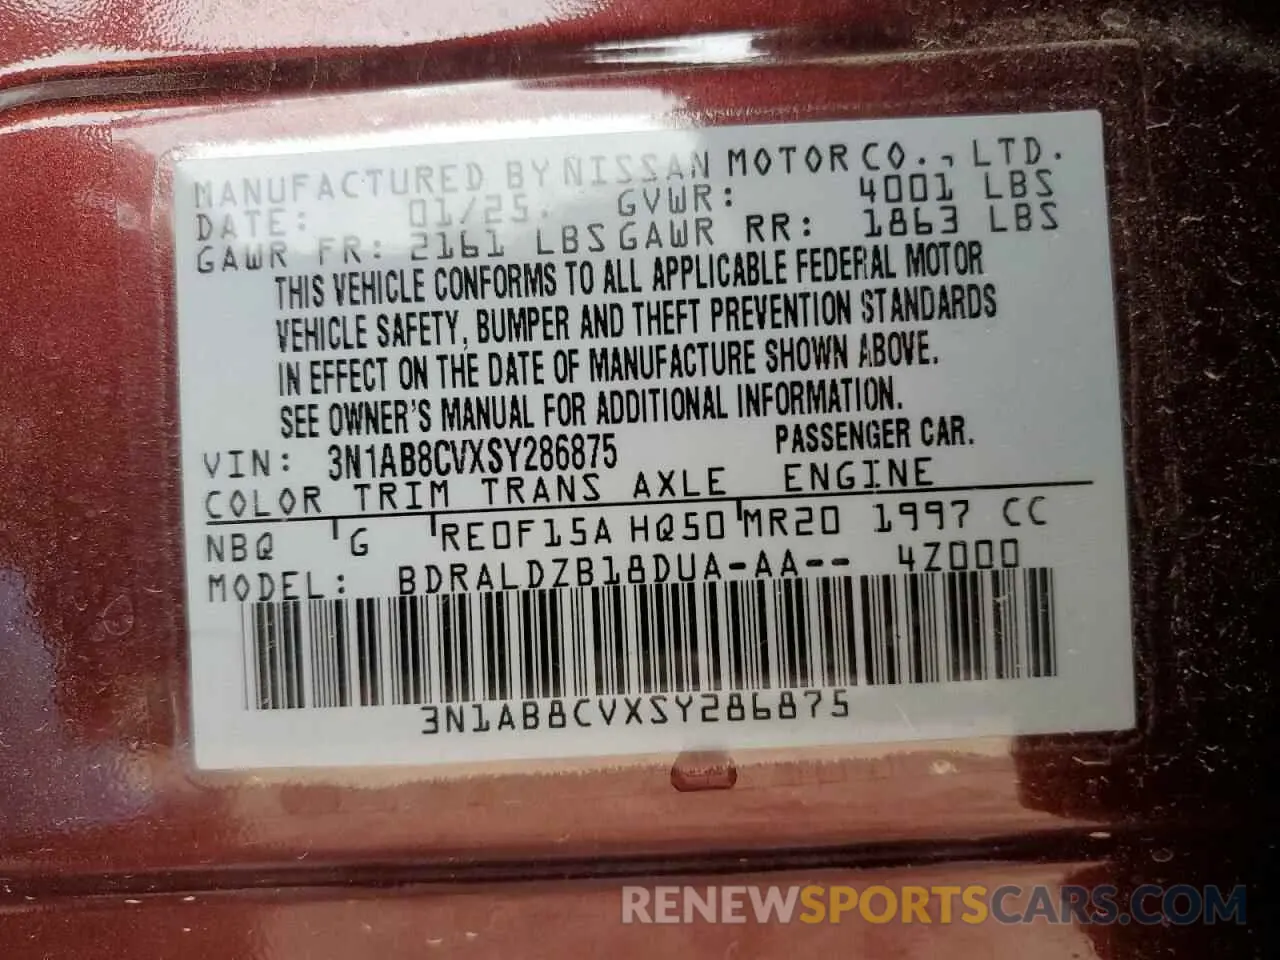 MANUFACTURED BY NISSAN MOTOR CO., LTD.
DATE: 01/25. GVWR: 4001 LBS
GAWR FR: 2161 LBS GAWR RR: 1863 LBS
THIS VEHICLE CONFORMS TO ALL APPLICABLE FEDERAL MOTOR
VEHICLE SAFETY, BUMPER AND THEFT PREVENTION STANDARDS
IN EFFECT ON THE DATE OF MANUFACTURE SHOWN ABOVE.
SEE OWNER'S MANUAL FOR ADDITIONAL INFORMATION.
VIN: 3N1AB8CVXSY286875 PASSENGER CAR.
COLOR TRIM TRANS AXLE ENGINE
NBQ G RE0F15A HQ50 MR20 1997 CC
MODEL: BDRALDZB18DUA-AA-- 4Z000
3N1AB8CVXSY286875
RENEWSPORTSCARS.COM